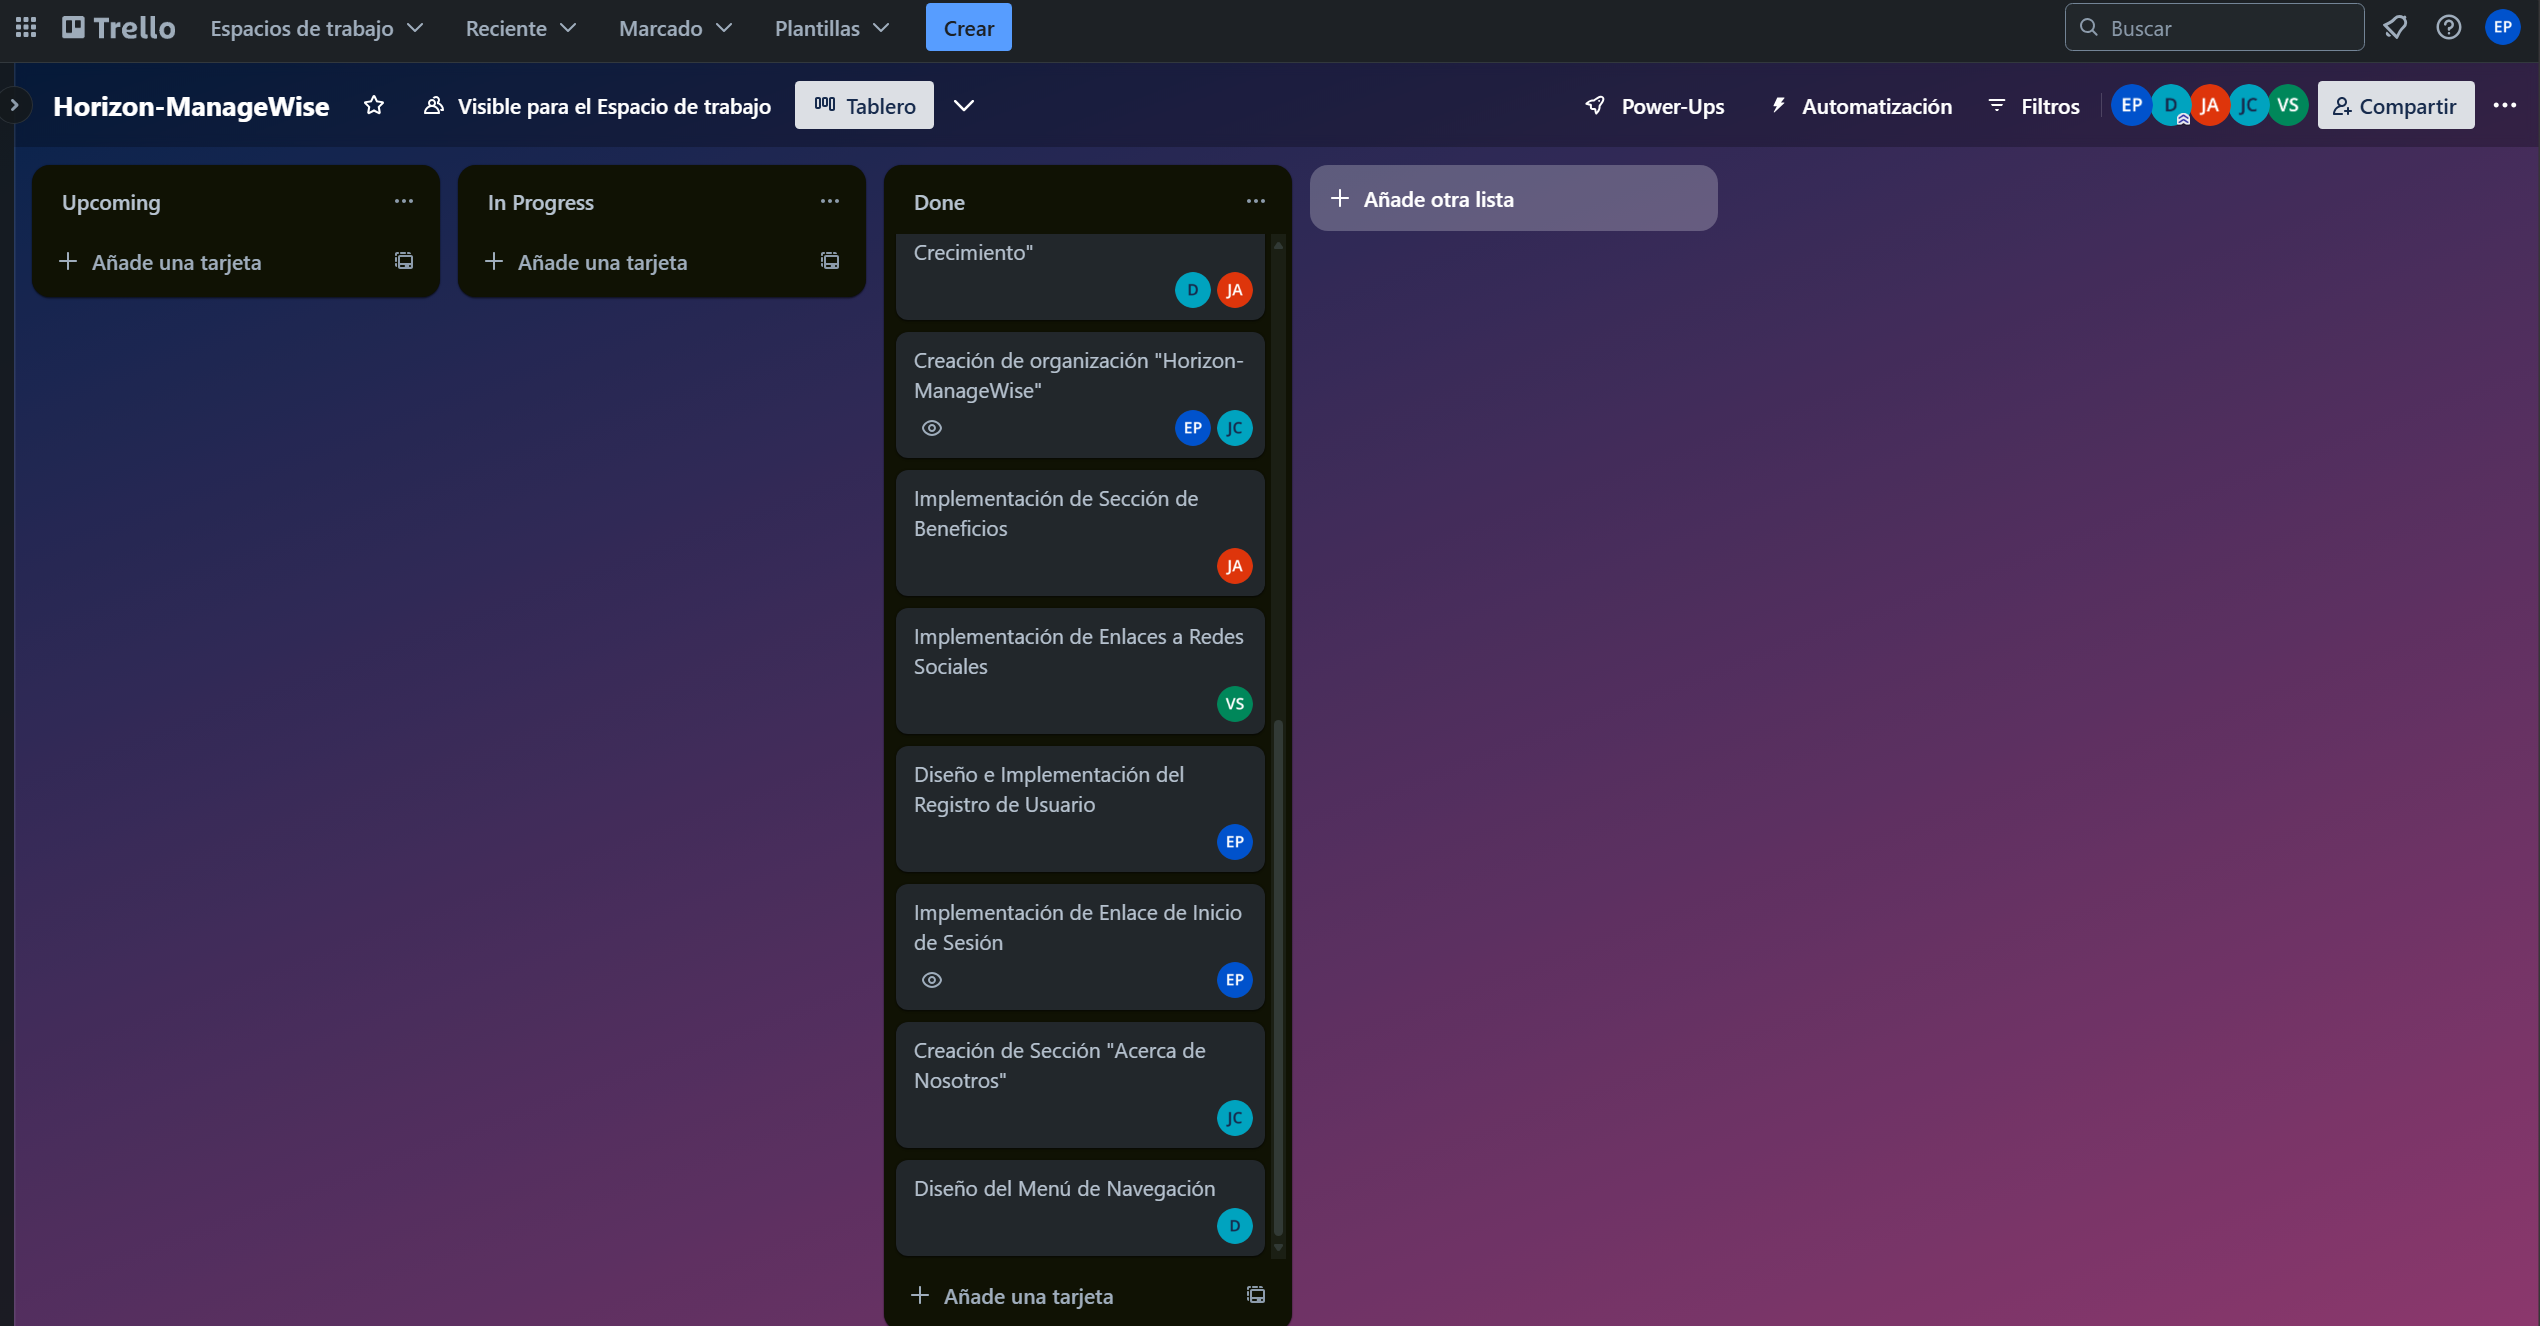 Trello
Espacios de trabajo
Reciente
Marcado
Plantillas
Crear
Buscar
EP
Horizon-ManageWise
Visible para el Espacio de trabajo
Tablero
Power-Ups
Automatización
Filtros
EP
D
JA
JC
VS
Compartir
Upcoming
Añade una tarjeta
In Progress
Añade una tarjeta
Done
Crecimiento"
D
JA
Creación de organización "Horizon-
ManageWise"
EP
JC
Implementación de Sección de
Beneficios
JA
Implementación de Enlaces a Redes
Sociales
VS
Diseño e Implementación del
Registro de Usuario
EP
Implementación de Enlace de Inicio
de Sesión
EP
Creación de Sección "Acerca de
Nosotros"
JC
Diseño del Menú de Navegación
D
Añade una tarjeta
Añade otra lista